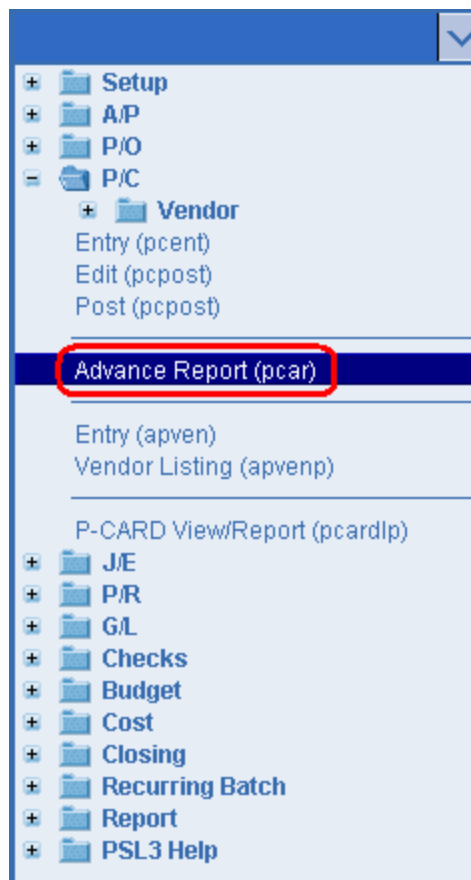 Setup
A/P
P/O
P/C
Vendor
Entry (pcent)
Edit (pcpost)
Post (pcpost)
Advance Report (pcar)
Entry (apven)
Vendor Listing (apvenp)
P-CARD View/Report (pcardlp)
J/E
P/R
G/L
Checks
Budget
Cost
Closing
Recurring Batch
Report
PSL3 Help